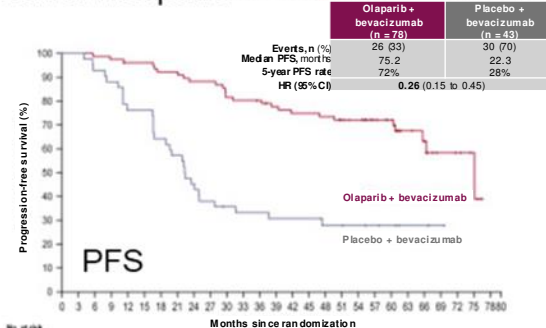 Olaparib + bevacizumab (n = 78)
Placebo + bevacizumab (n = 43)
Events, n (%) 26 (33) 30 (70)
Median PFS, months 75.2 22.3
5-year PFS rate 72% 28%
HR (95% CI) 0.26 (0.15 to 0.45)
Progression-free survival (%)
100
90
80
70
60
50
40
30
20
10
0
Olaparib + bevacizumab
Placebo + bevacizumab
PFS
0 3 6 9 12 15 18 21 24 27 30 33 36 39 42 45 48 51 54 57 60 63 66 69 72 75 7880
Months since randomization